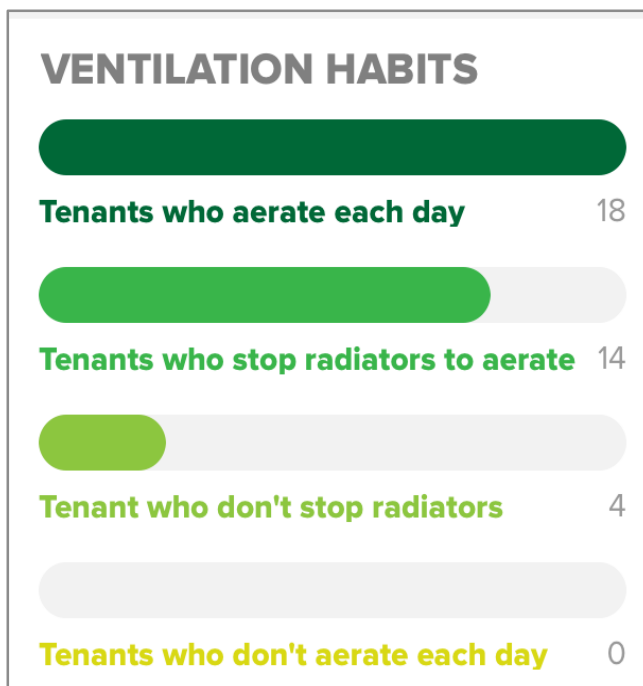 VENTILATION HABITS
Tenants who aerate each day 18
Tenants who stop radiators to aerate 14
Tenant who don't stop radiators 4
Tenants who don't aerate each day 0